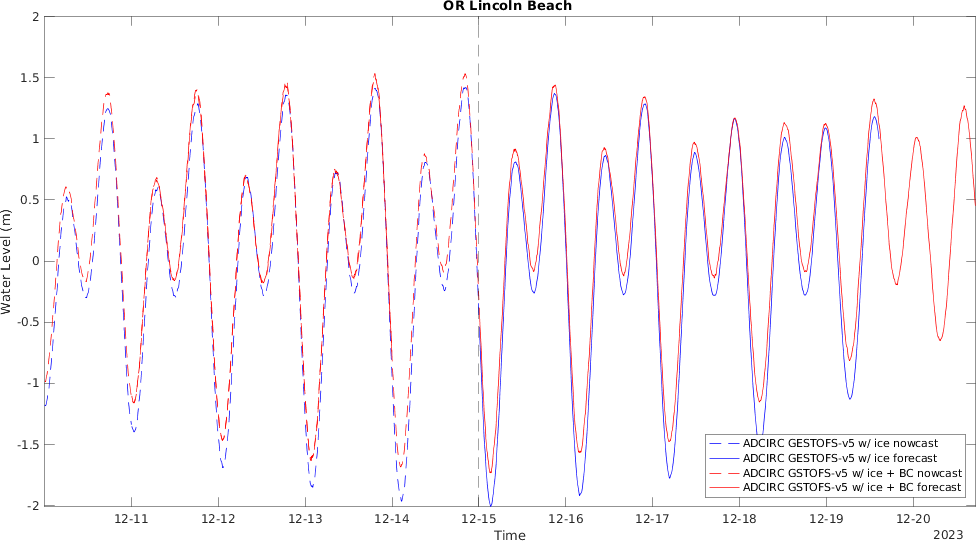 OR Lincoln Beach
2
1.5
1
0.5
0
-0.5
-1
-1.5
-2
Water Level (m)
ADCIRC GESTOFS-v5 w/ ice nowcast
ADCIRC GESTOFS-v5 w/ ice forecast
ADCIRC GSTOFS-v5 w/ ice + BC nowcast
ADCIRC GSTOFS-v5 w/ ice + BC forecast
12-11 12-12 12-13 12-14 12-15 12-16 12-17 12-18 12-19 12-20
Time
2023